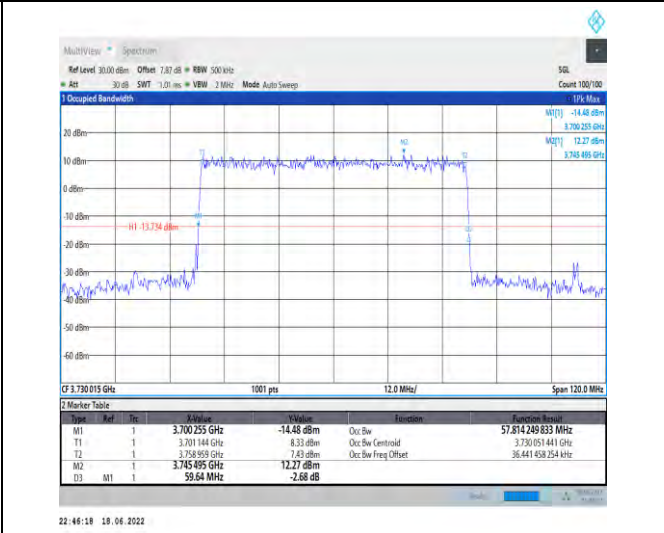 MultiView Spectrum
Ref Level 30.00 dBm Offset 7.87 dB RBW 500 kHz SGL
Att 30 dB SWT 1.01 ms VBW 2 MHz Mode Auto Sweep Count 100/100
1 Occupied Bandwidth 1Pk Max
M1[1] -14.48 dBm
3.700 255 GHz
M2[1] 12.27 dBm
3.745 495 GHz
20 dBm
M2
T1 T2
10 dBm
0 dBm
-10 dBm
H1 -13.734 dBm
-20 dBm
-30 dBm
-40 dBm
-50 dBm
-60 dBm
CF 3.730 015 GHz 1001 pts 12.0 MHz/ Span 120.0 MHz
2 Marker Table
Type Ref Trc X-Value Y-Value Function Function Result
M1 1 3.700 255 GHz -14.48 dBm Occ Bw 57.814 249 833 MHz
T1 1 3.701 144 GHz 8.33 dBm Occ Bw Centroid 3.730 051 441 GHz
T2 1 3.758 959 GHz 7.43 dBm Occ Bw Freq Offset 36.441 458 254 kHz
M2 1 3.745 495 GHz 12.27 dBm
D3 M1 1 59.64 MHz -2.68 dB
22:46:18 18.06.2022